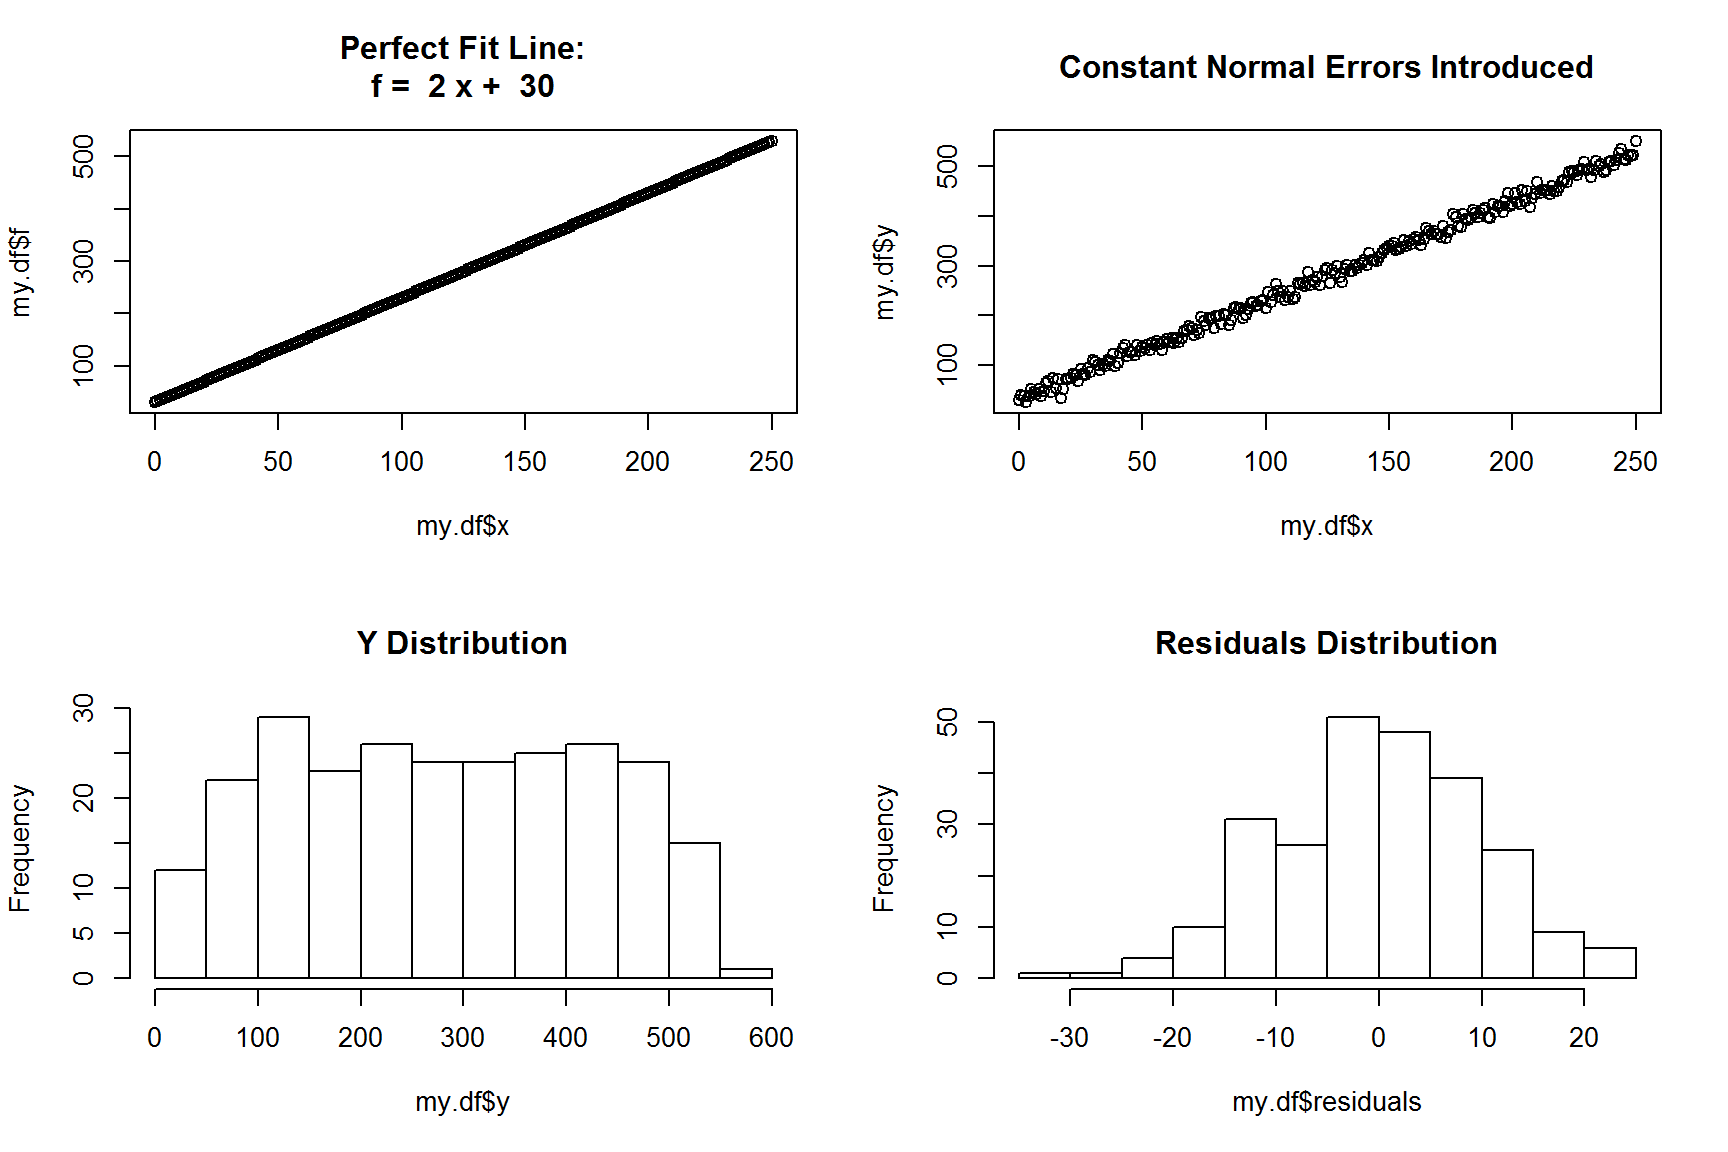 Perfect Fit Line:
f =  2 x +  30
my.df$f
500
300
100
0 50 100 150 200 250
my.df$x
Constant Normal Errors Introduced
my.df$y
500
300
100
0 50 100 150 200 250
my.df$x
Y Distribution
Frequency
30
20
10
5
0
0 100 200 300 400 500 600
my.df$y
Residuals Distribution
Frequency
50
30
10
0
-30 -20 -10 0 10 20
my.df$residuals